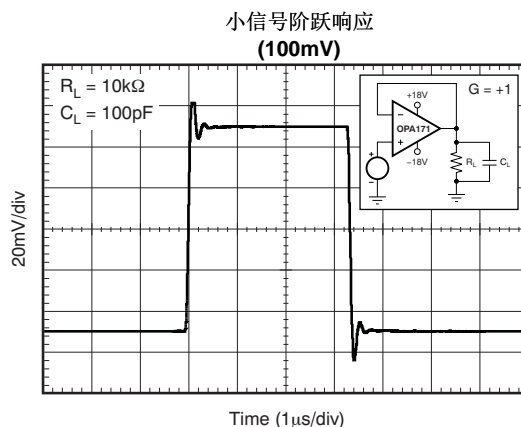 小信号阶跃响应
(100mV)
R_L = 10kΩ
C_L = 100pF
G = +1
+18V
−
OPA171
+
−18V
+
−
R_L
C_L
20mV/div
Time (1μs/div)